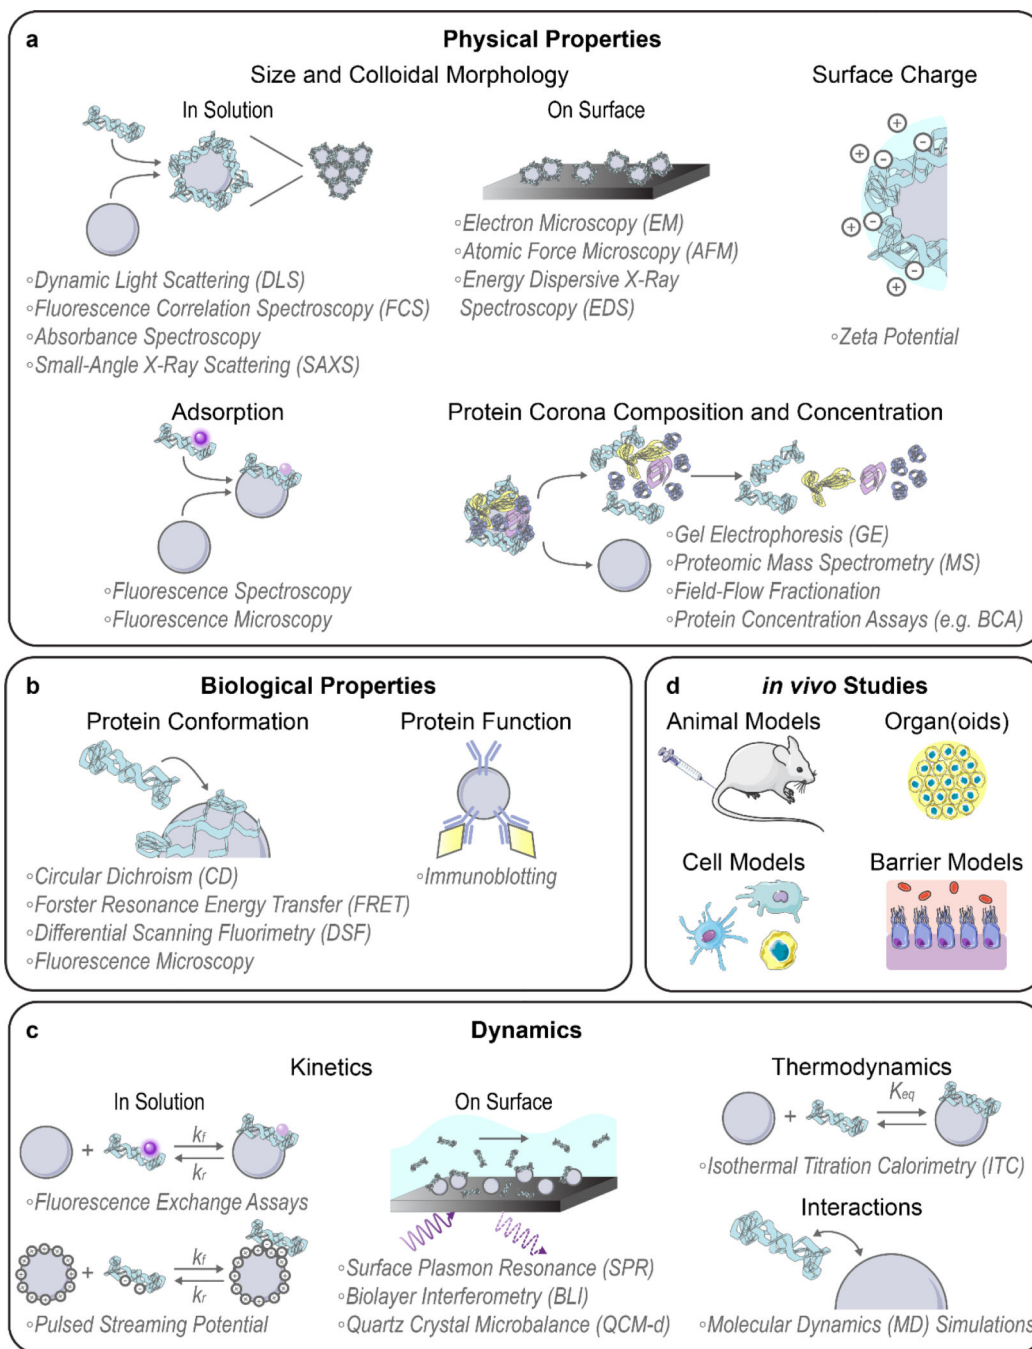 a
Physical Properties
Size and Colloidal Morphology
In Solution
◦Dynamic Light Scattering (DLS)
◦Fluorescence Correlation Spectroscopy (FCS)
◦Absorbance Spectroscopy
◦Small-Angle X-Ray Scattering (SAXS)
On Surface
◦Electron Microscopy (EM)
◦Atomic Force Microscopy (AFM)
◦Energy Dispersive X-Ray
Spectroscopy (EDS)
Surface Charge
+
+
-
-
+
-
+
-
◦Zeta Potential
Adsorption
◦Fluorescence Spectroscopy
◦Fluorescence Microscopy
Protein Corona Composition and Concentration
◦Gel Electrophoresis (GE)
◦Proteomic Mass Spectrometry (MS)
◦Field-Flow Fractionation
◦Protein Concentration Assays (e.g. BCA)
b
Biological Properties
Protein Conformation
◦Circular Dichroism (CD)
◦Forster Resonance Energy Transfer (FRET)
◦Differential Scanning Fluorimetry (DSF)
◦Fluorescence Microscopy
Protein Function
◦Immunoblotting
d
in vivo Studies
Animal Models
Organ(oids)
Cell Models
Barrier Models
c
Dynamics
Kinetics
In Solution
+
kf
kr
◦Fluorescence Exchange Assays
+
kf
kr
◦Pulsed Streaming Potential
On Surface
◦Surface Plasmon Resonance (SPR)
◦Biolayer Interferometry (BLI)
◦Quartz Crystal Microbalance (QCM-d)
Thermodynamics
+
Keq
◦Isothermal Titration Calorimetry (ITC)
Interactions
◦Molecular Dynamics (MD) Simulations